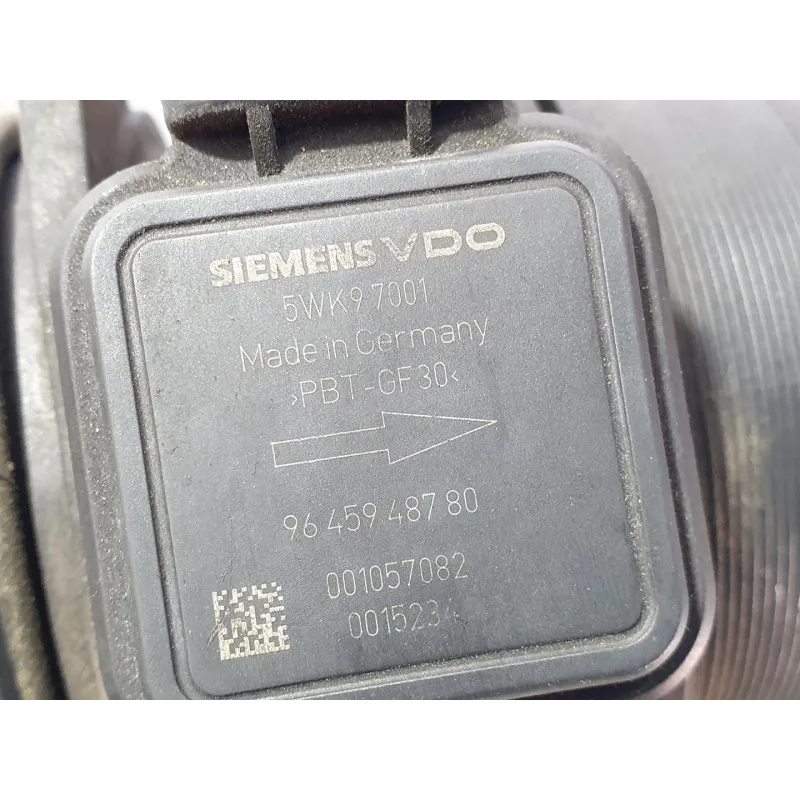 SIEMENS VDO
5WK9 7001
Made in Germany
>PBT-GF30<
96 459 487 80
001057082
0015234